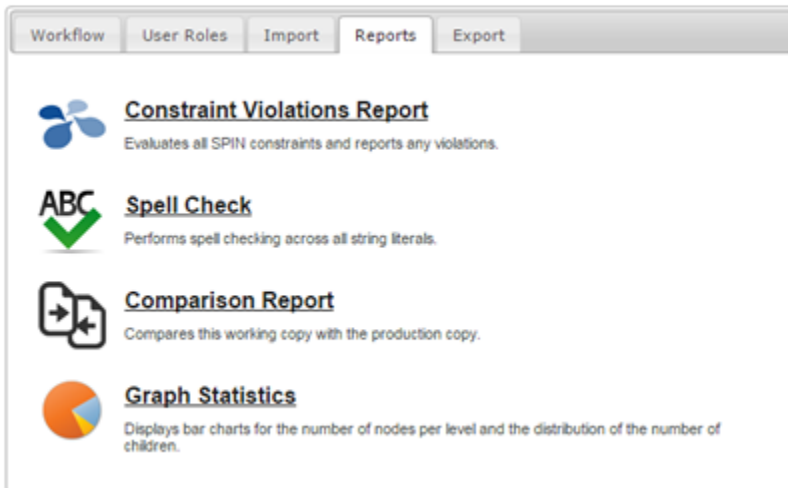 Workflow User Roles Import Reports Export
Constraint Violations Report
Evaluates all SPIN constraints and reports any violations.
ABC
Spell Check
Performs spell checking across all string literals.
Comparison Report
Compares this working copy with the production copy.
Graph Statistics
Displays bar charts for the number of nodes per level and the distribution of the number of
children.